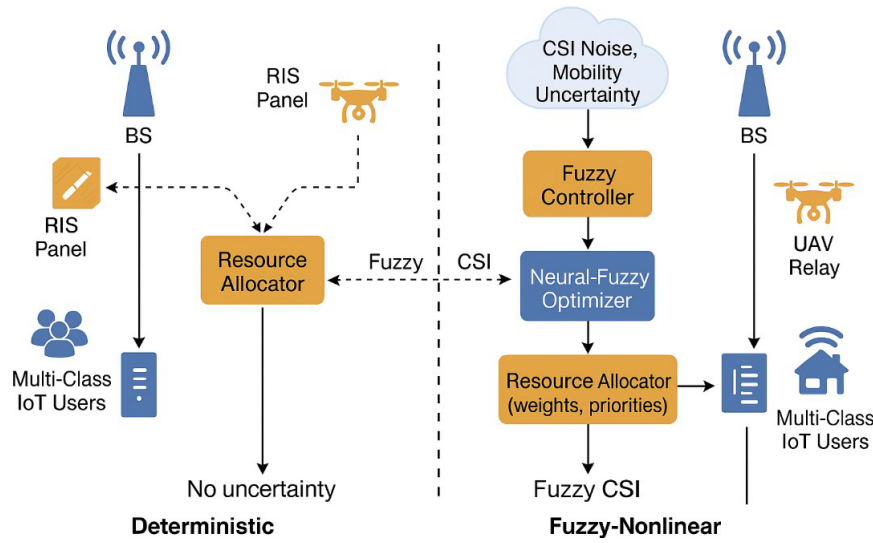 BS
RIS
Panel
RIS
Panel
Resource
Allocator
Multi-Class
IoT Users
No uncertainty
Deterministic
Fuzzy
CSI
CSI Noise,
Mobility
Uncertainty
Fuzzy
Controller
Neural-Fuzzy
Optimizer
Resource Allocator
(weights, priorities)
Fuzzy CSI
BS
UAV
Relay
Multi-Class
IoT Users
Fuzzy-Nonlinear